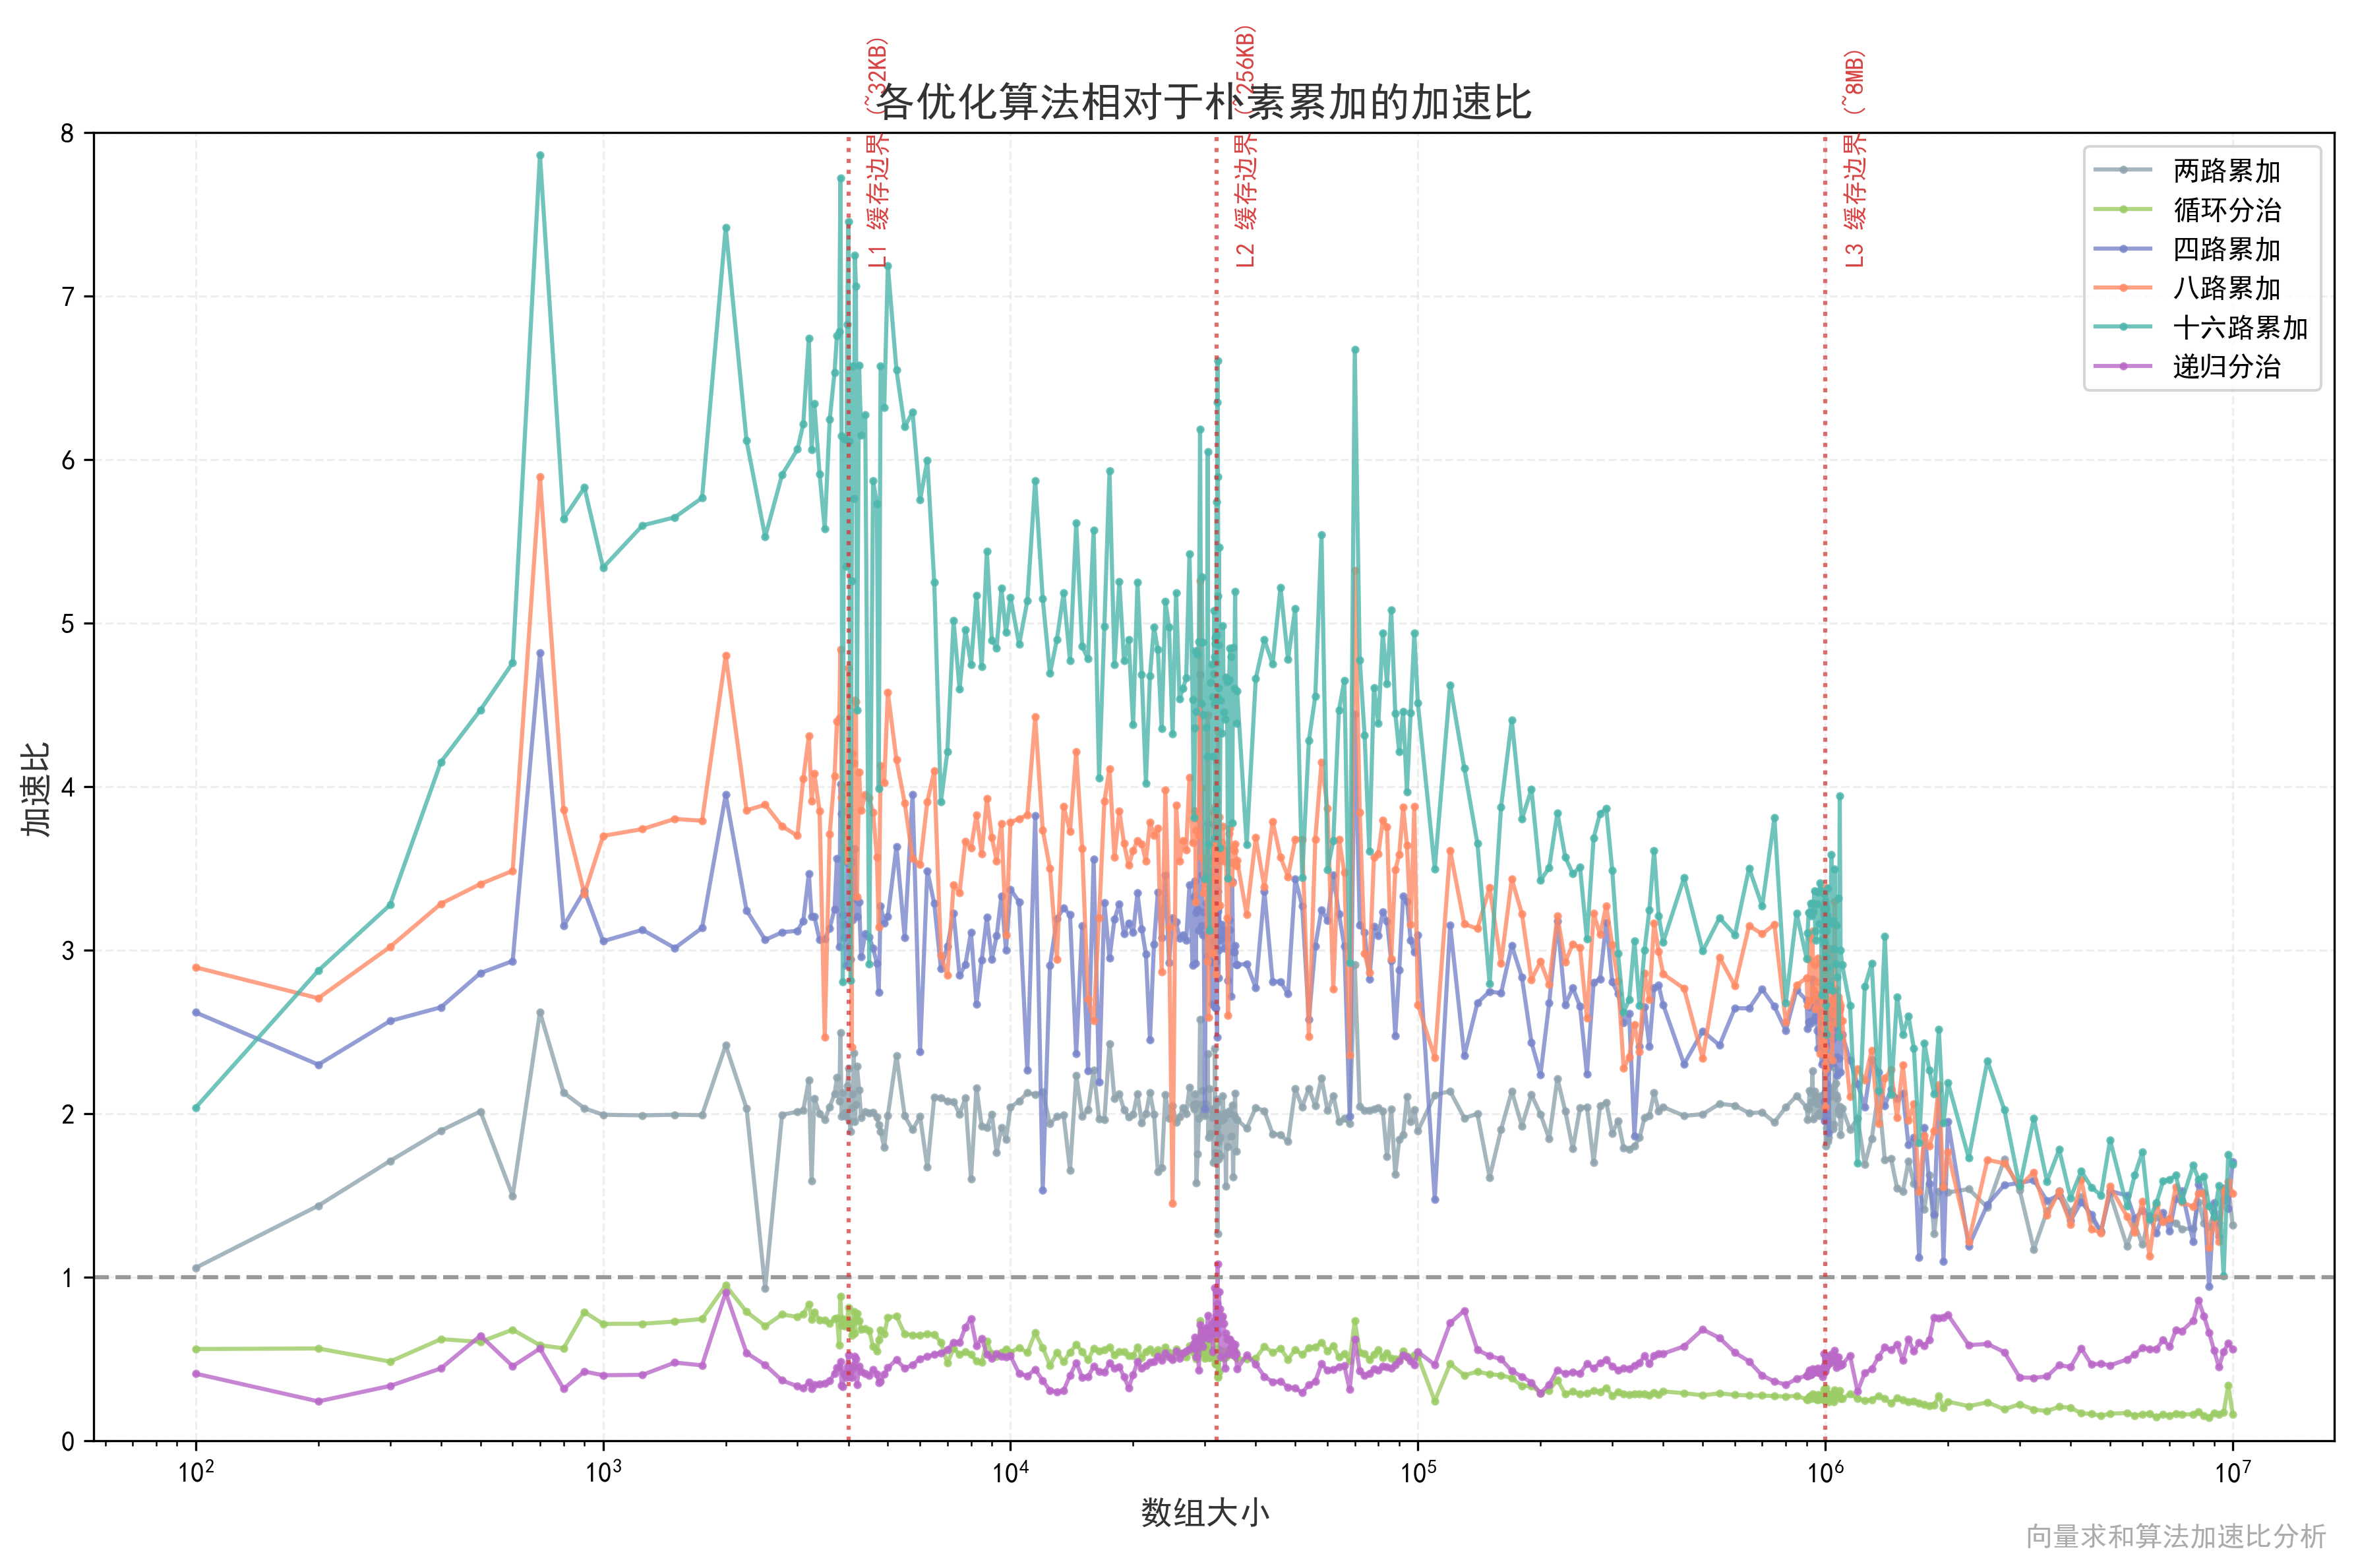 L1 缓存边界 (~32KB)
L2 缓存边界 (~256KB)
L3 缓存边界 (~8MB)
各优化算法相对于朴素累加的加速比
两路累加
循环分治
四路累加
八路累加
十六路累加
递归分治
加速比
8
7
6
5
4
3
2
1
0
10²
10³
10⁴
10⁵
10⁶
10⁷
数组大小
向量求和算法加速比分析